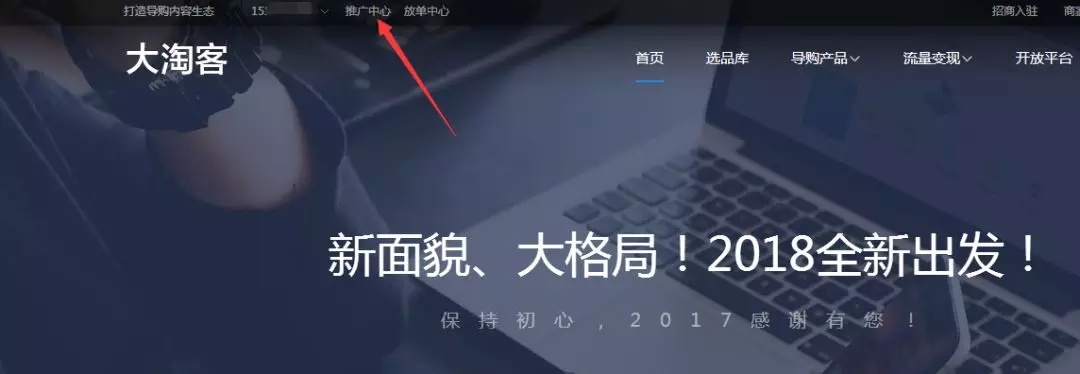 打造导购内容生态 15 推广中心 放单中心 招商入驻
大淘客 首页 选品库 导购产品 流量变现 开放平台
新面貌、大格局！2018全新出发！
保持初心,2017感谢有您!